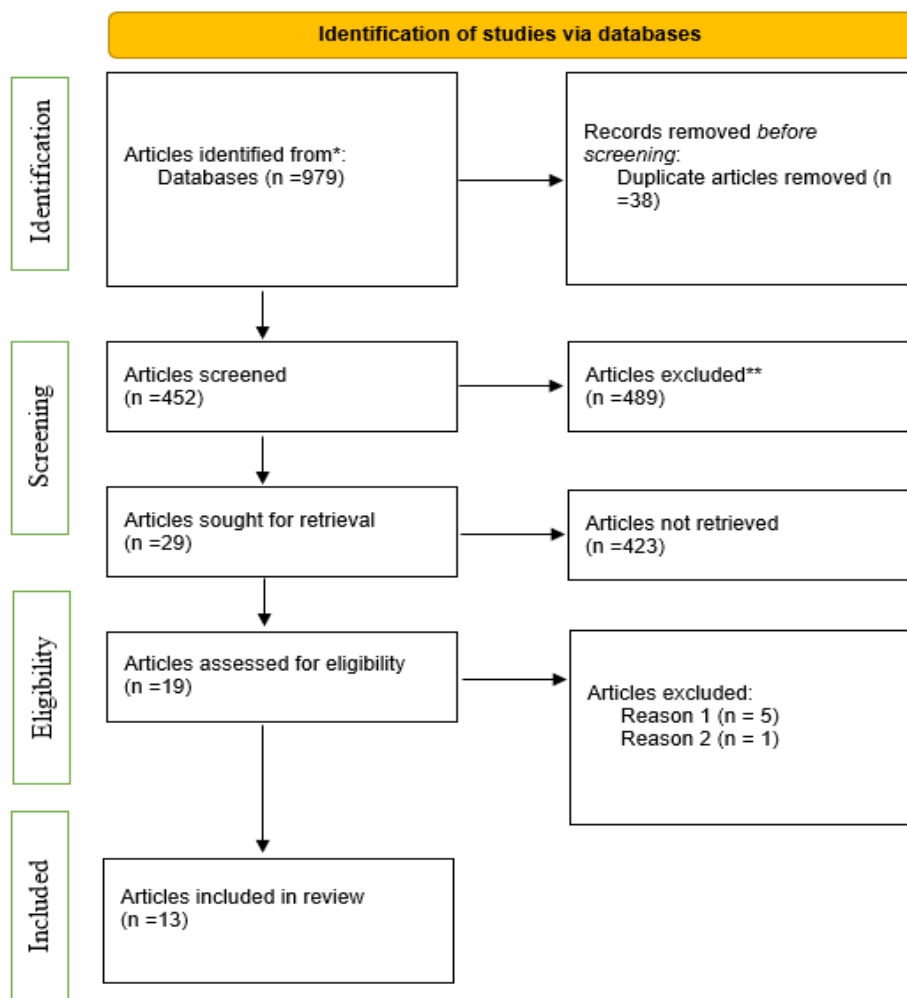 Identification of studies via databases
Identification
Articles identified from*:
Databases (n =979)
Records removed before
screening:
Duplicate articles removed (n
=38)
Screening
Articles screened
(n =452)
Articles excluded**
(n =489)
Articles sought for retrieval
(n =29)
Articles not retrieved
(n =423)
Eligibility
Articles assessed for eligibility
(n =19)
Articles excluded:
Reason 1 (n = 5)
Reason 2 (n = 1)
Included
Articles included in review
(n =13)